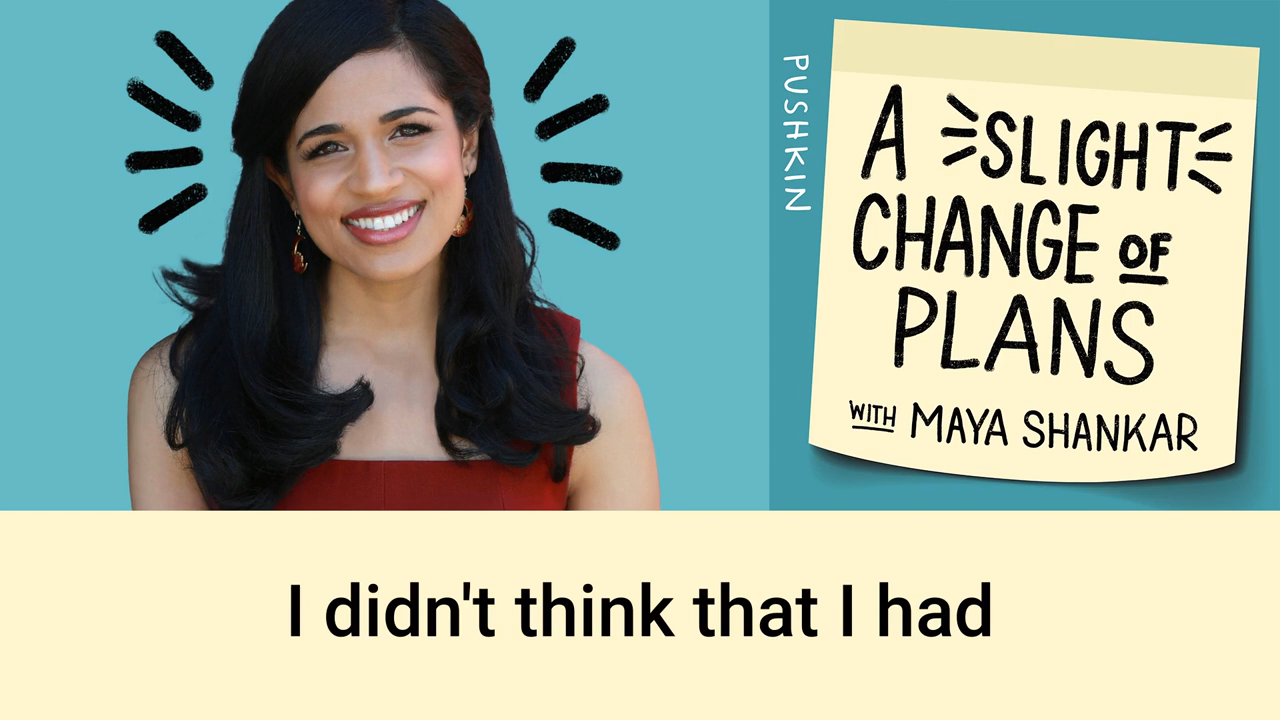 PUSHKIN
A SLIGHT
CHANGE OF
PLANS
WITH MAYA SHANKAR
I didn't think that I had